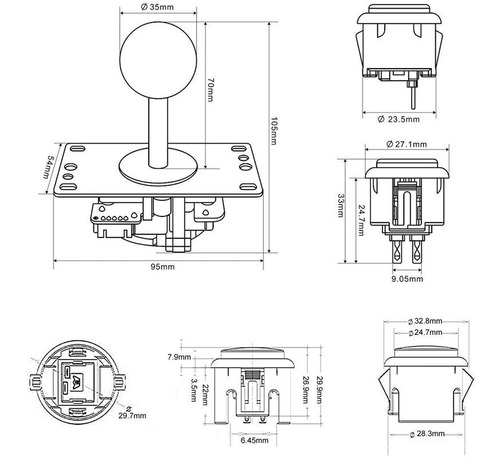 Ø 35mm
70mm
105mm
54mm
95mm
Ø 23.5mm
Ø 27.1mm
33mm
24.7mm
9.05mm
Ø
29.7mm
7.9mm
3.5mm
22mm
6.45mm
26.9mm
29.9mm
Ø 32.8mm
Ø 24.7mm
Ø 28.3mm